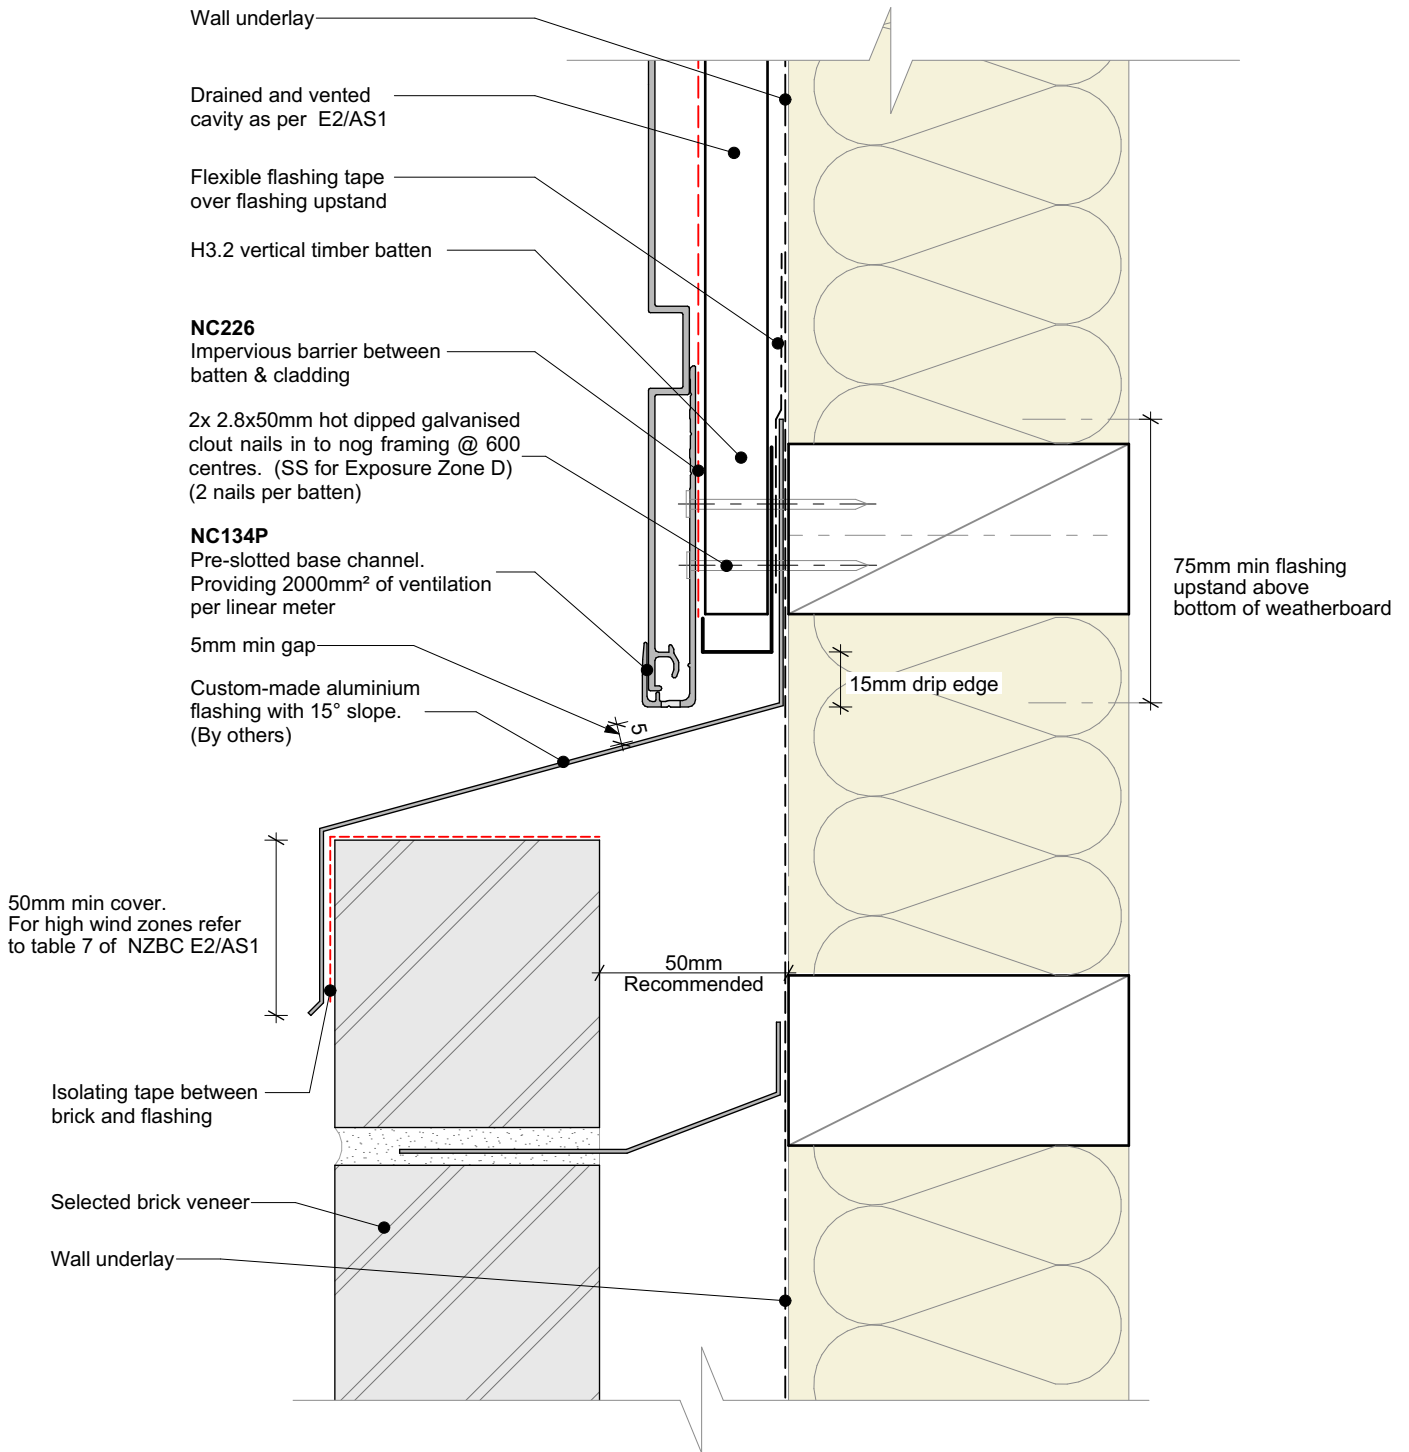 Wall underlay
Drained and vented
cavity as per E2/AS1
Flexible flashing tape
over flashing upstand
H3.2 vertical timber batten
NC226
Impervious barrier between
batten & cladding
2x 2.8x50mm hot dipped galvanised
clout nails in to nog framing @ 600
centres. (SS for Exposure Zone D)
(2 nails per batten)
NC134P
Pre-slotted base channel.
Providing 2000mm² of ventilation
per linear meter
5mm min gap
Custom-made aluminium
flashing with 15° slope.
(By others)
5
75mm min flashing
upstand above
bottom of weatherboard
15mm drip edge
50mm min cover.
For high wind zones refer
to table 7 of NZBC E2/AS1
50mm
Recommended
Isolating tape between
brick and flashing
Selected brick veneer
Wall underlay